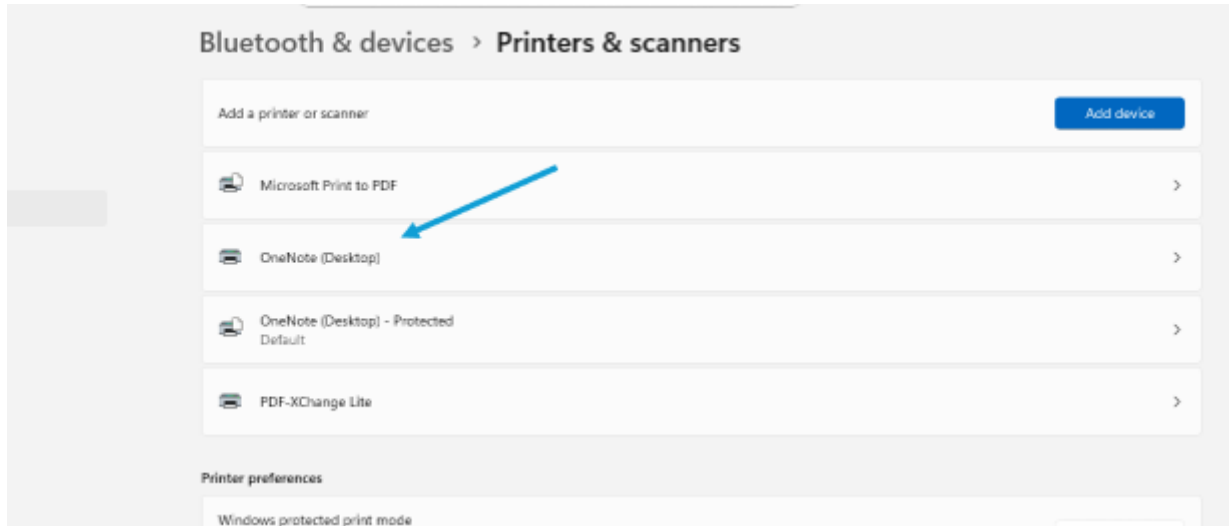 Bluetooth & devices > Printers & scanners
Add a printer or scanner
Add device
Microsoft Print to PDF
OneNote (Desktop)
OneNote (Desktop) - Protected
Default
PDF-XChange Lite
Printer preferences
Windows protected print mode